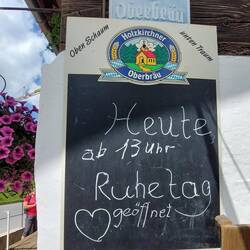 Oberbräu
Oben Schaum
unten Traum
Holzkirchner
Oberbräu
Heute
ab 13 Uhr
Ruhetag
geöffnet